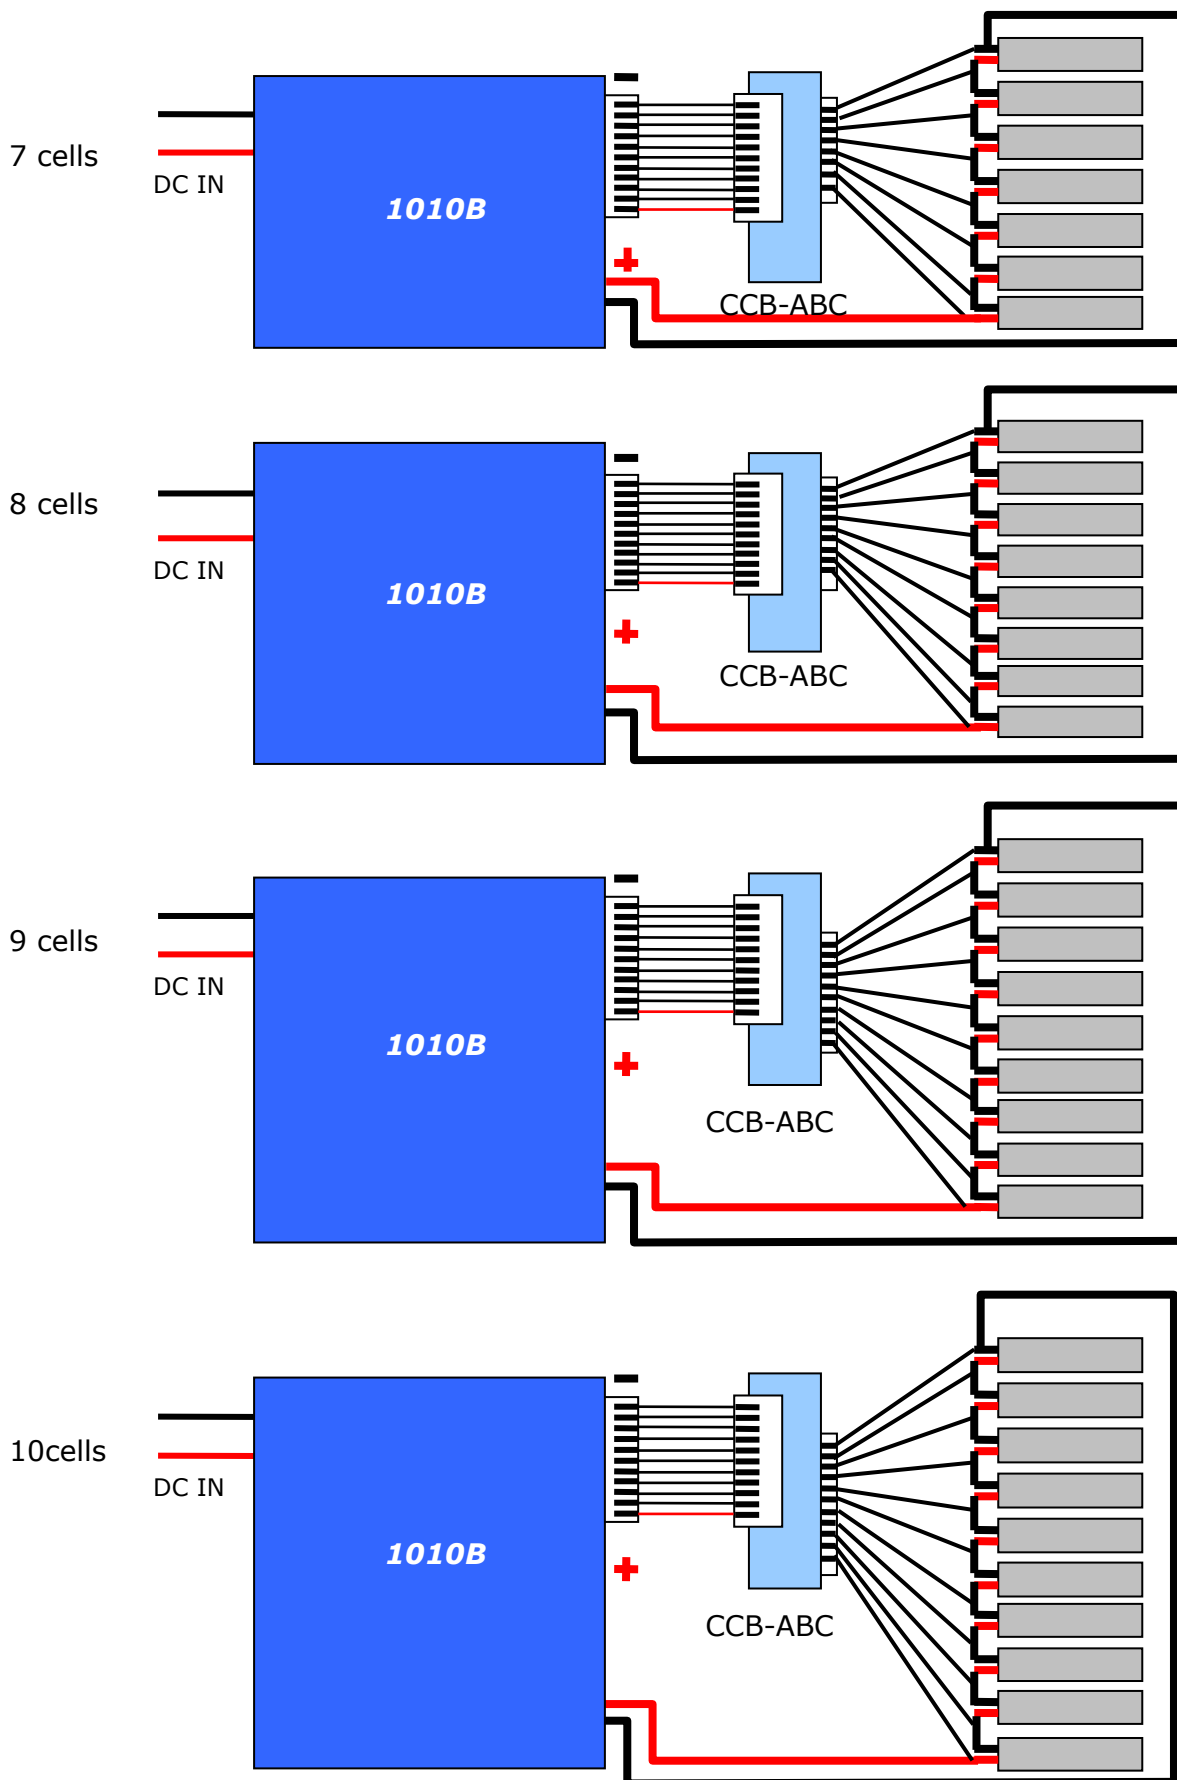 7 cells
DC IN
1010B
CCB-ABC
8 cells
DC IN
1010B
CCB-ABC
9 cells
DC IN
1010B
CCB-ABC
10cells
DC IN
1010B
CCB-ABC